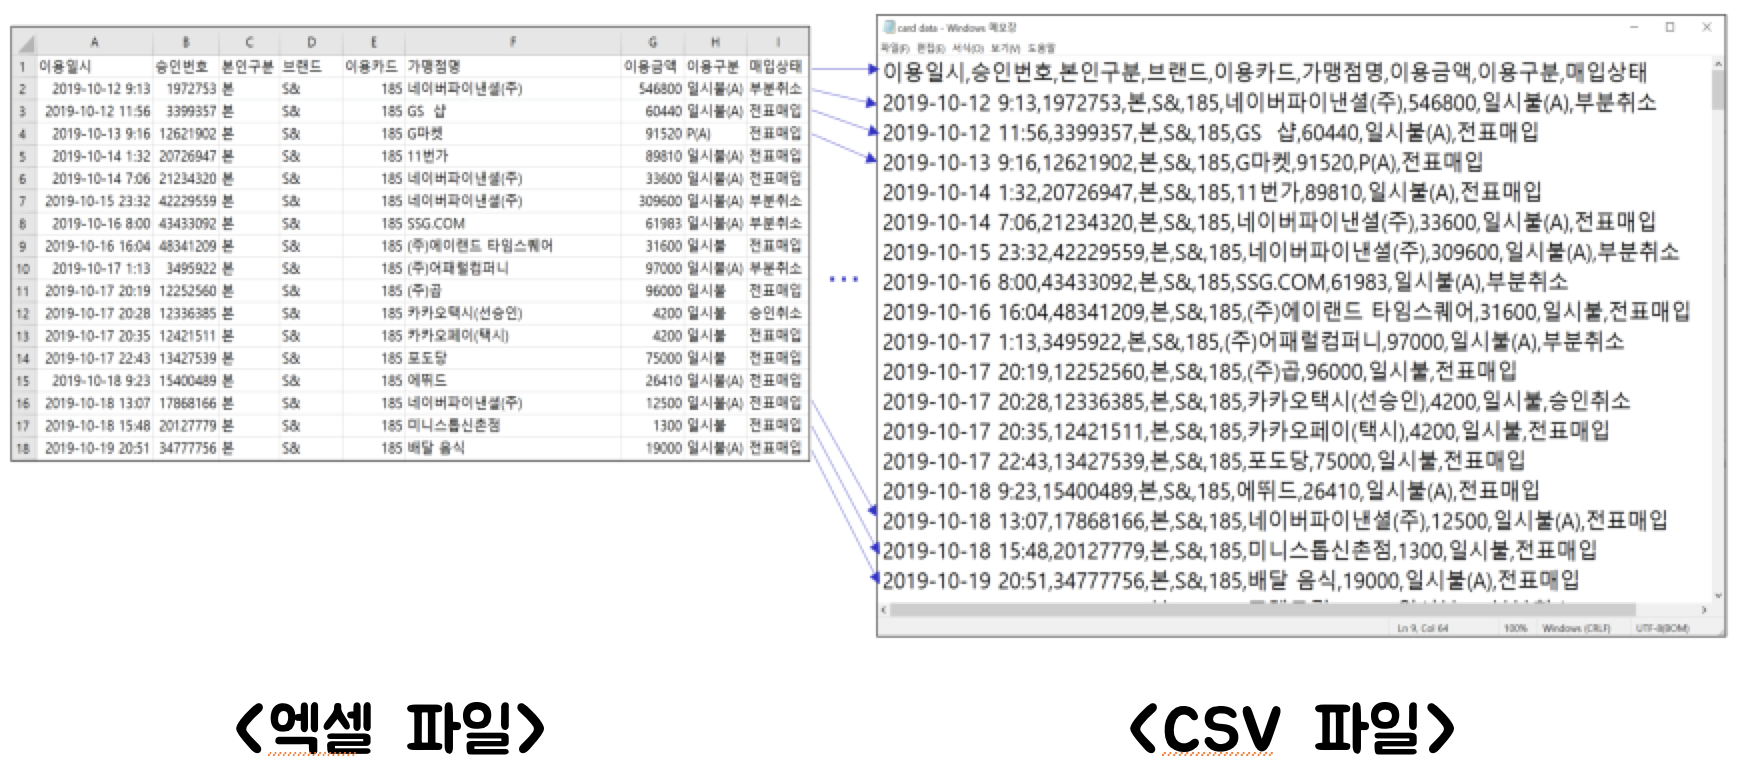 A B C D E F G H I
1 이용일시 승인번호 본인구분 브랜드 이용카드 가맹점명 이용금액 이용구분 매입상태
2 2019-10-12 9:13 1972753 본 S& 185 네이버파이낸셜(주) 546800 일시불(A) 부분취소
3 2019-10-12 11:56 3399357 본 S& 185 GS  샵 60440 일시불(A) 전표매입
4 2019-10-13 9:16 12621902 본 S& 185 G마켓 91520 P(A) 전표매입
5 2019-10-14 1:32 20726947 본 S& 185 11번가 89810 일시불(A) 전표매입
6 2019-10-14 7:06 21234320 본 S& 185 네이버파이낸셜(주) 33600 일시불(A) 전표매입
7 2019-10-15 23:32 42229559 본 S& 185 네이버파이낸셜(주) 309600 일시불(A) 부분취소
8 2019-10-16 8:00 43433092 본 S& 185 SSG.COM 61983 일시불(A) 부분취소
9 2019-10-16 16:04 48341209 본 S& 185 (주)에이랜드 타임스퀘어 31600 일시불 전표매입
10 2019-10-17 1:13 3495922 본 S& 185 (주)어패럴컴퍼니 97000 일시불(A) 부분취소
11 2019-10-17 20:19 12252560 본 S& 185 (주)곱 96000 일시불 전표매입
12 2019-10-17 20:28 12336385 본 S& 185 카카오택시(선승인) 4200 일시불 승인취소
13 2019-10-17 20:35 12421511 본 S& 185 카카오페이(택시) 4200 일시불 전표매입
14 2019-10-17 22:43 13427539 본 S& 185 포도당 75000 일시불 전표매입
15 2019-10-18 9:23 15400489 본 S& 185 에뛰드 26410 일시불(A) 전표매입
16 2019-10-18 13:07 17868166 본 S& 185 네이버파이낸셜(주) 12500 일시불(A) 전표매입
17 2019-10-18 15:48 20127779 본 S& 185 미니스톱신촌점 1300 일시불 전표매입
18 2019-10-19 20:51 34777756 본 S& 185 배달 음식 19000 일시불(A) 전표매입
...
card data - Windows 메모장
파일(F) 편집(E) 서식(O) 보기(V) 도움말
이용일시,승인번호,본인구분,브랜드,이용카드,가맹점명,이용금액,이용구분,매입상태
2019-10-12 9:13,1972753,본,S&,185,네이버파이낸셜(주),546800,일시불(A),부분취소
2019-10-12 11:56,3399357,본,S&,185,GS  샵,60440,일시불(A),전표매입
2019-10-13 9:16,12621902,본,S&,185,G마켓,91520,P(A),전표매입
2019-10-14 1:32,20726947,본,S&,185,11번가,89810,일시불(A),전표매입
2019-10-14 7:06,21234320,본,S&,185,네이버파이낸셜(주),33600,일시불(A),전표매입
2019-10-15 23:32,42229559,본,S&,185,네이버파이낸셜(주),309600,일시불(A),부분취소
2019-10-16 8:00,43433092,본,S&,185,SSG.COM,61983,일시불(A),부분취소
2019-10-16 16:04,48341209,본,S&,185,(주)에이랜드 타임스퀘어,31600,일시불,전표매입
2019-10-17 1:13,3495922,본,S&,185,(주)어패럴컴퍼니,97000,일시불(A),부분취소
2019-10-17 20:19,12252560,본,S&,185,(주)곱,96000,일시불,전표매입
2019-10-17 20:28,12336385,본,S&,185,카카오택시(선승인),4200,일시불,승인취소
2019-10-17 20:35,12421511,본,S&,185,카카오페이(택시),4200,일시불,전표매입
2019-10-17 22:43,13427539,본,S&,185,포도당,75000,일시불,전표매입
2019-10-18 9:23,15400489,본,S&,185,에뛰드,26410,일시불(A),전표매입
2019-10-18 13:07,17868166,본,S&,185,네이버파이낸셜(주),12500,일시불(A),전표매입
2019-10-18 15:48,20127779,본,S&,185,미니스톱신촌점,1300,일시불,전표매입
2019-10-19 20:51,34777756,본,S&,185,배달 음식,19000,일시불(A),전표매입
Ln 9, Col 64 100% Windows (CRLF) UTF-8(BOM)
<엑셀 파일>
<CSV 파일>